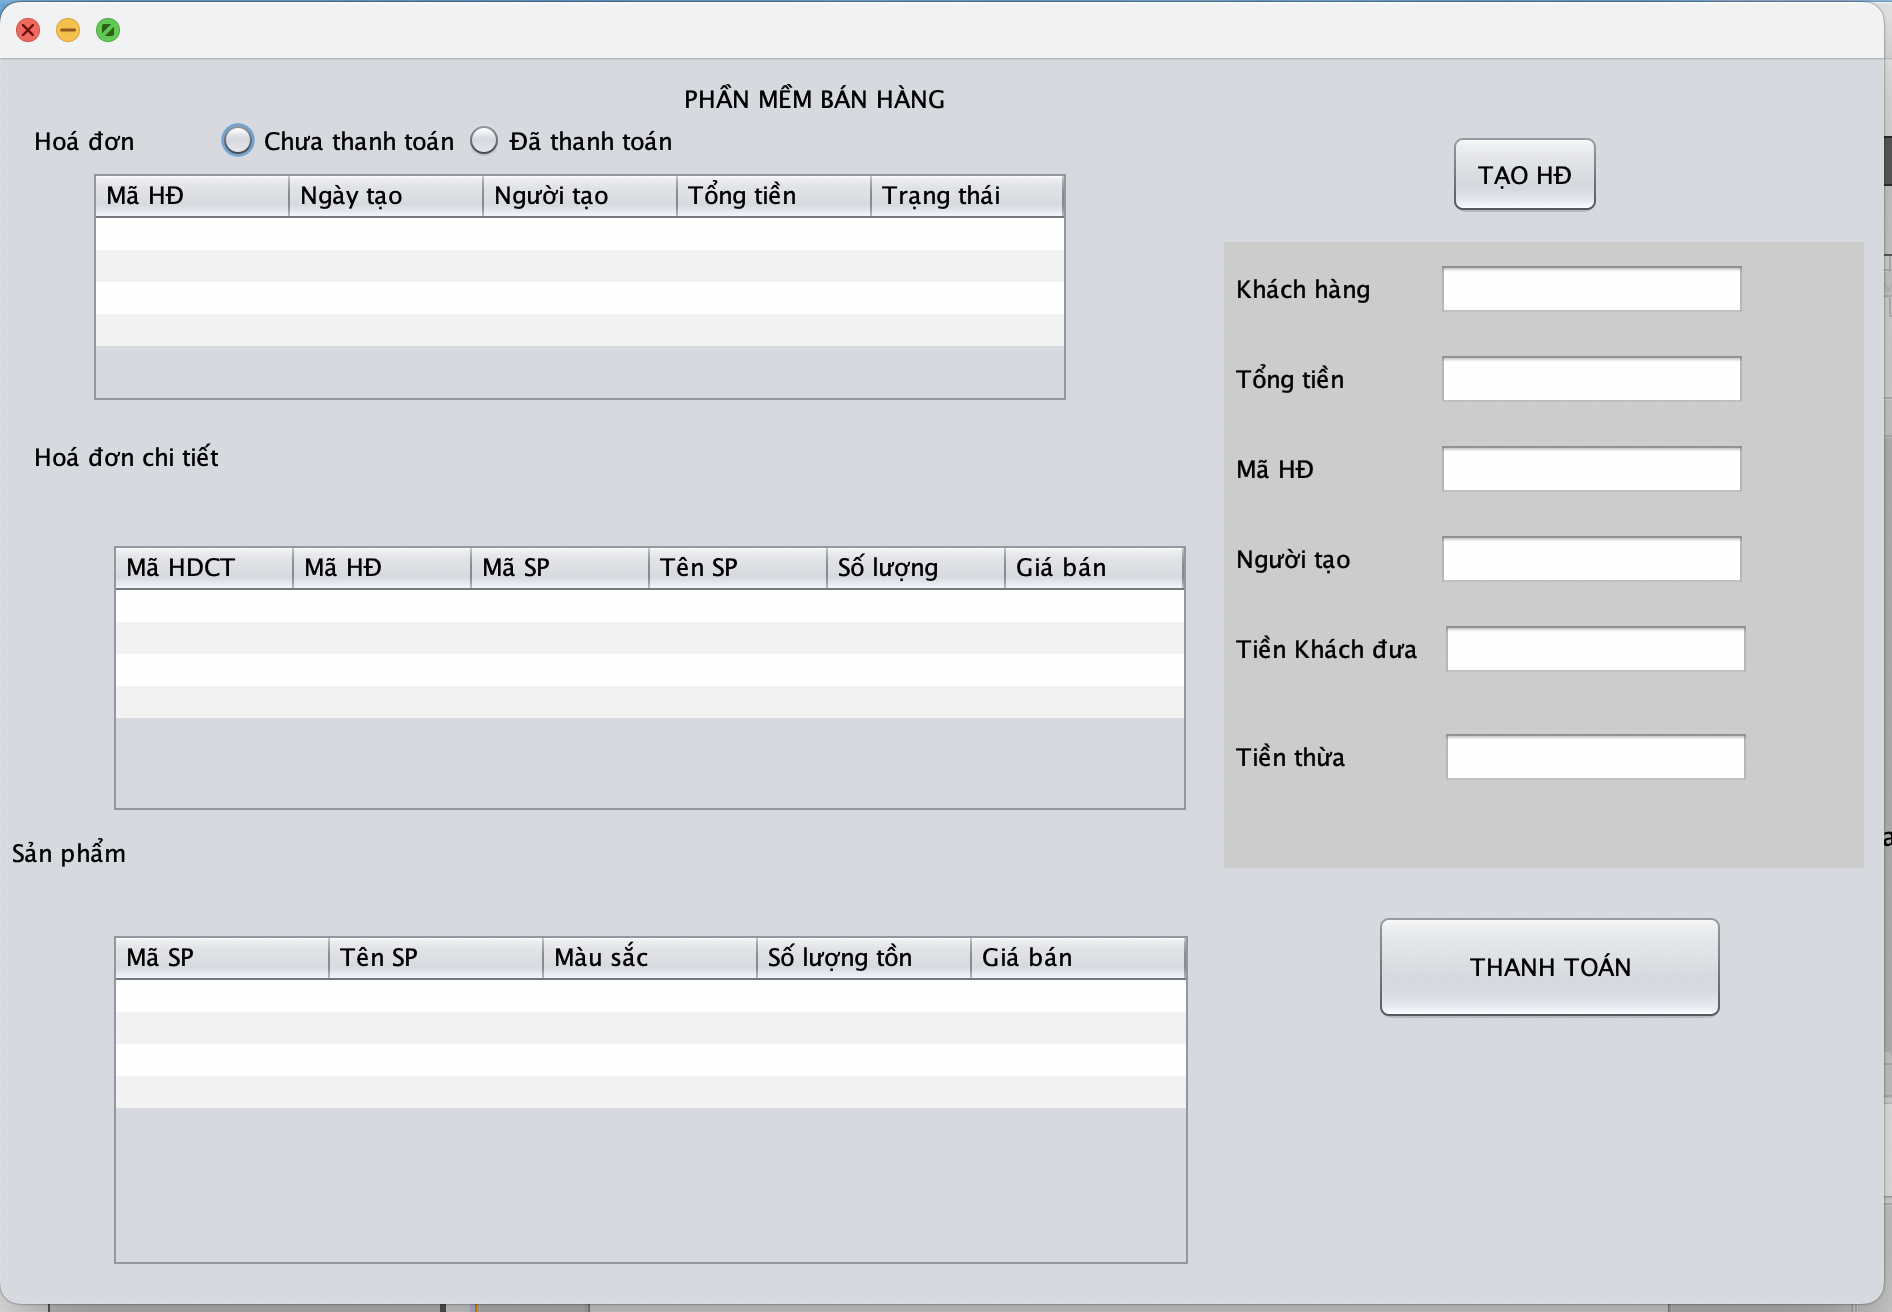 PHẦN MỀM BÁN HÀNG
Hoá đơn Chưa thanh toán Đã thanh toán
Mã HĐ Ngày tạo Người tạo Tổng tiền Trạng thái
Hoá đơn chi tiết
Mã HDCT Mã HĐ Mã SP Tên SP Số lượng Giá bán
Sản phẩm
Mã SP Tên SP Màu sắc Số lượng tồn Giá bán
TẠO HĐ
Khách hàng
Tổng tiền
Mã HĐ
Người tạo
Tiền Khách đưa
Tiền thừa
THANH TOÁN